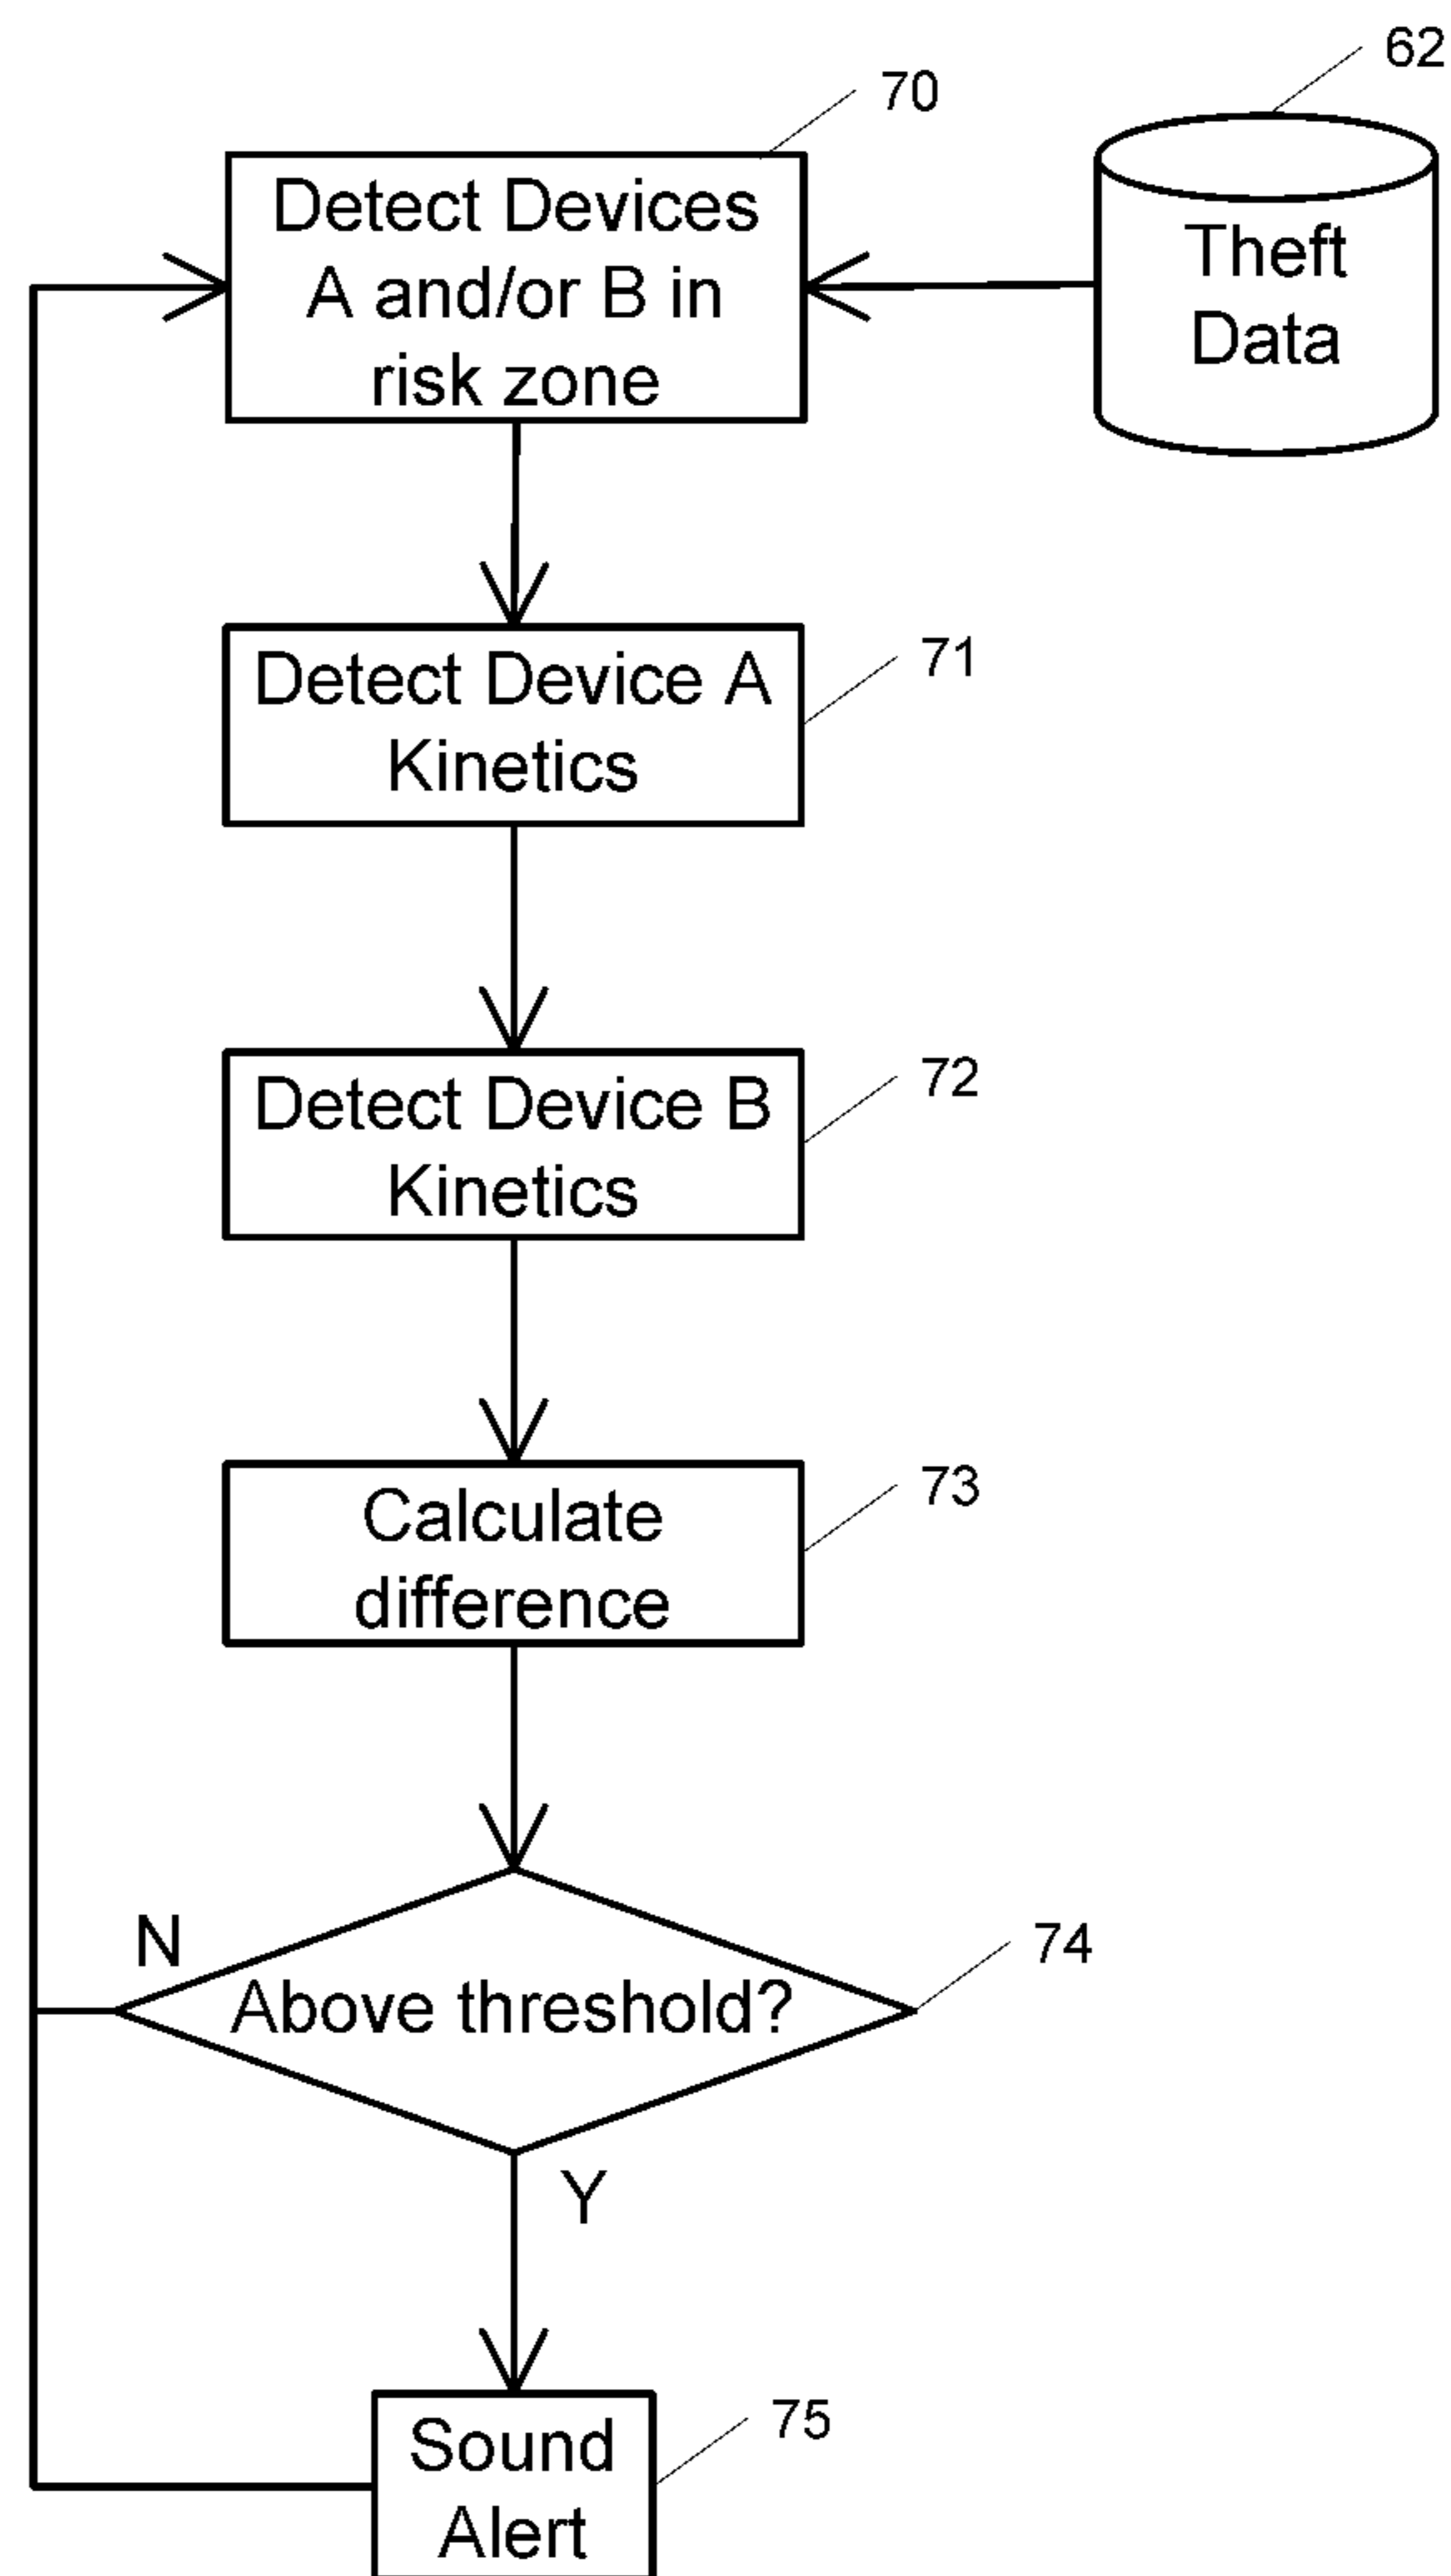 62
70
Detect Devices
A and/or B in
risk zone
Theft
Data
71
Detect Device A
Kinetics
72
Detect Device B
Kinetics
73
Calculate
difference
74
N
Above threshold?
Y
75
Sound
Alert